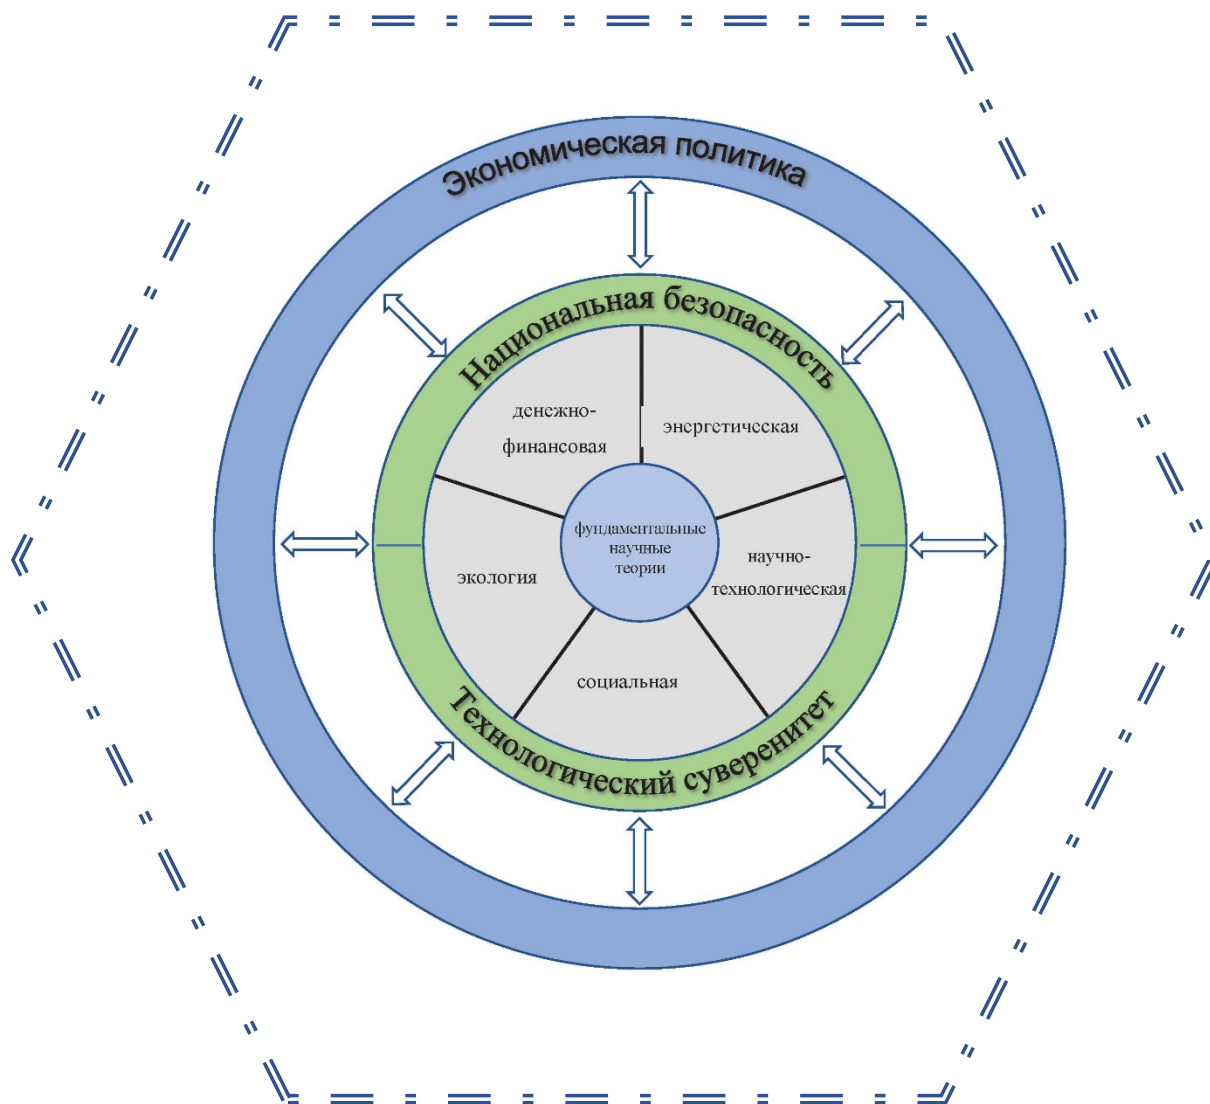 Экономическая политика
Национальная безопасность
денежно-
финансовая
энергетическая
фундаментальные
научные
теории
научно-
технологическая
экология
социальная
Технологический суверенитет